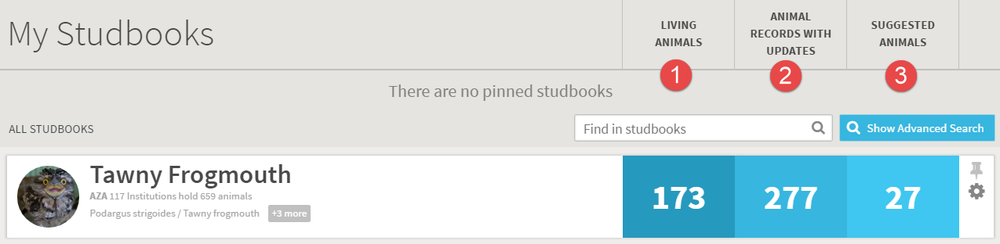 My Studbooks
LIVING
ANIMALS
ANIMAL
RECORDS WITH
UPDATES
SUGGESTED
ANIMALS
1
2
3
There are no pinned studbooks
ALL STUDBOOKS
Find in studbooks
Show Advanced Search
Tawny Frogmouth
AZA 117 Institutions hold 659 animals
Podargus strigoides / Tawny frogmouth +3 more
173
277
27